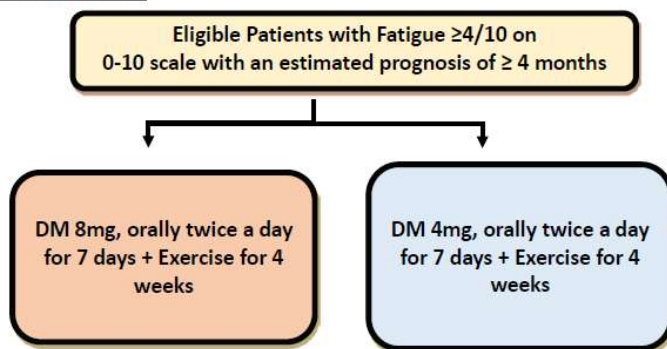 Eligible Patients with Fatigue ≥4/10 on
0-10 scale with an estimated prognosis of ≥ 4 months
DM 8mg, orally twice a day
for 7 days + Exercise for 4
weeks
DM 4mg, orally twice a day
for 7 days + Exercise for 4
weeks